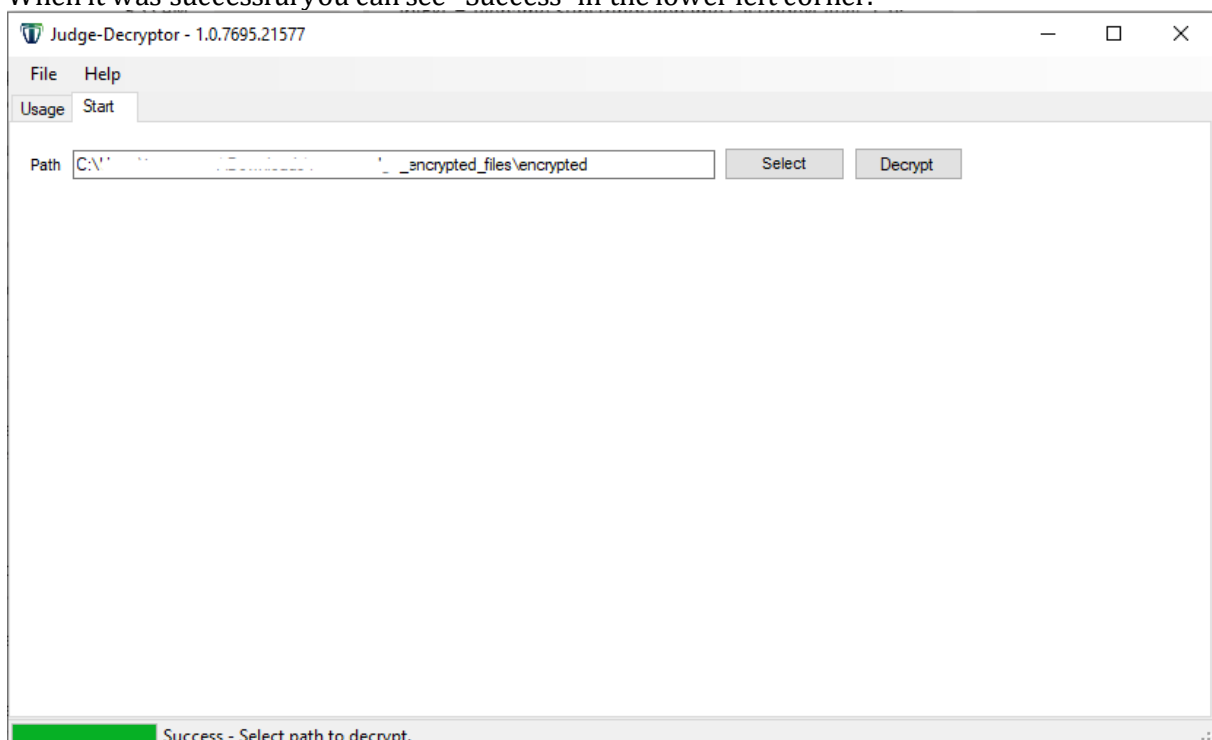 When it was successful you can see "Success" in the lower left corner.
Judge-Decryptor - 1.0.7695.21577
File Help
Usage Start
Path C:\ _encrypted_files\encrypted Select Decrypt
Success - Select path to decrypt.